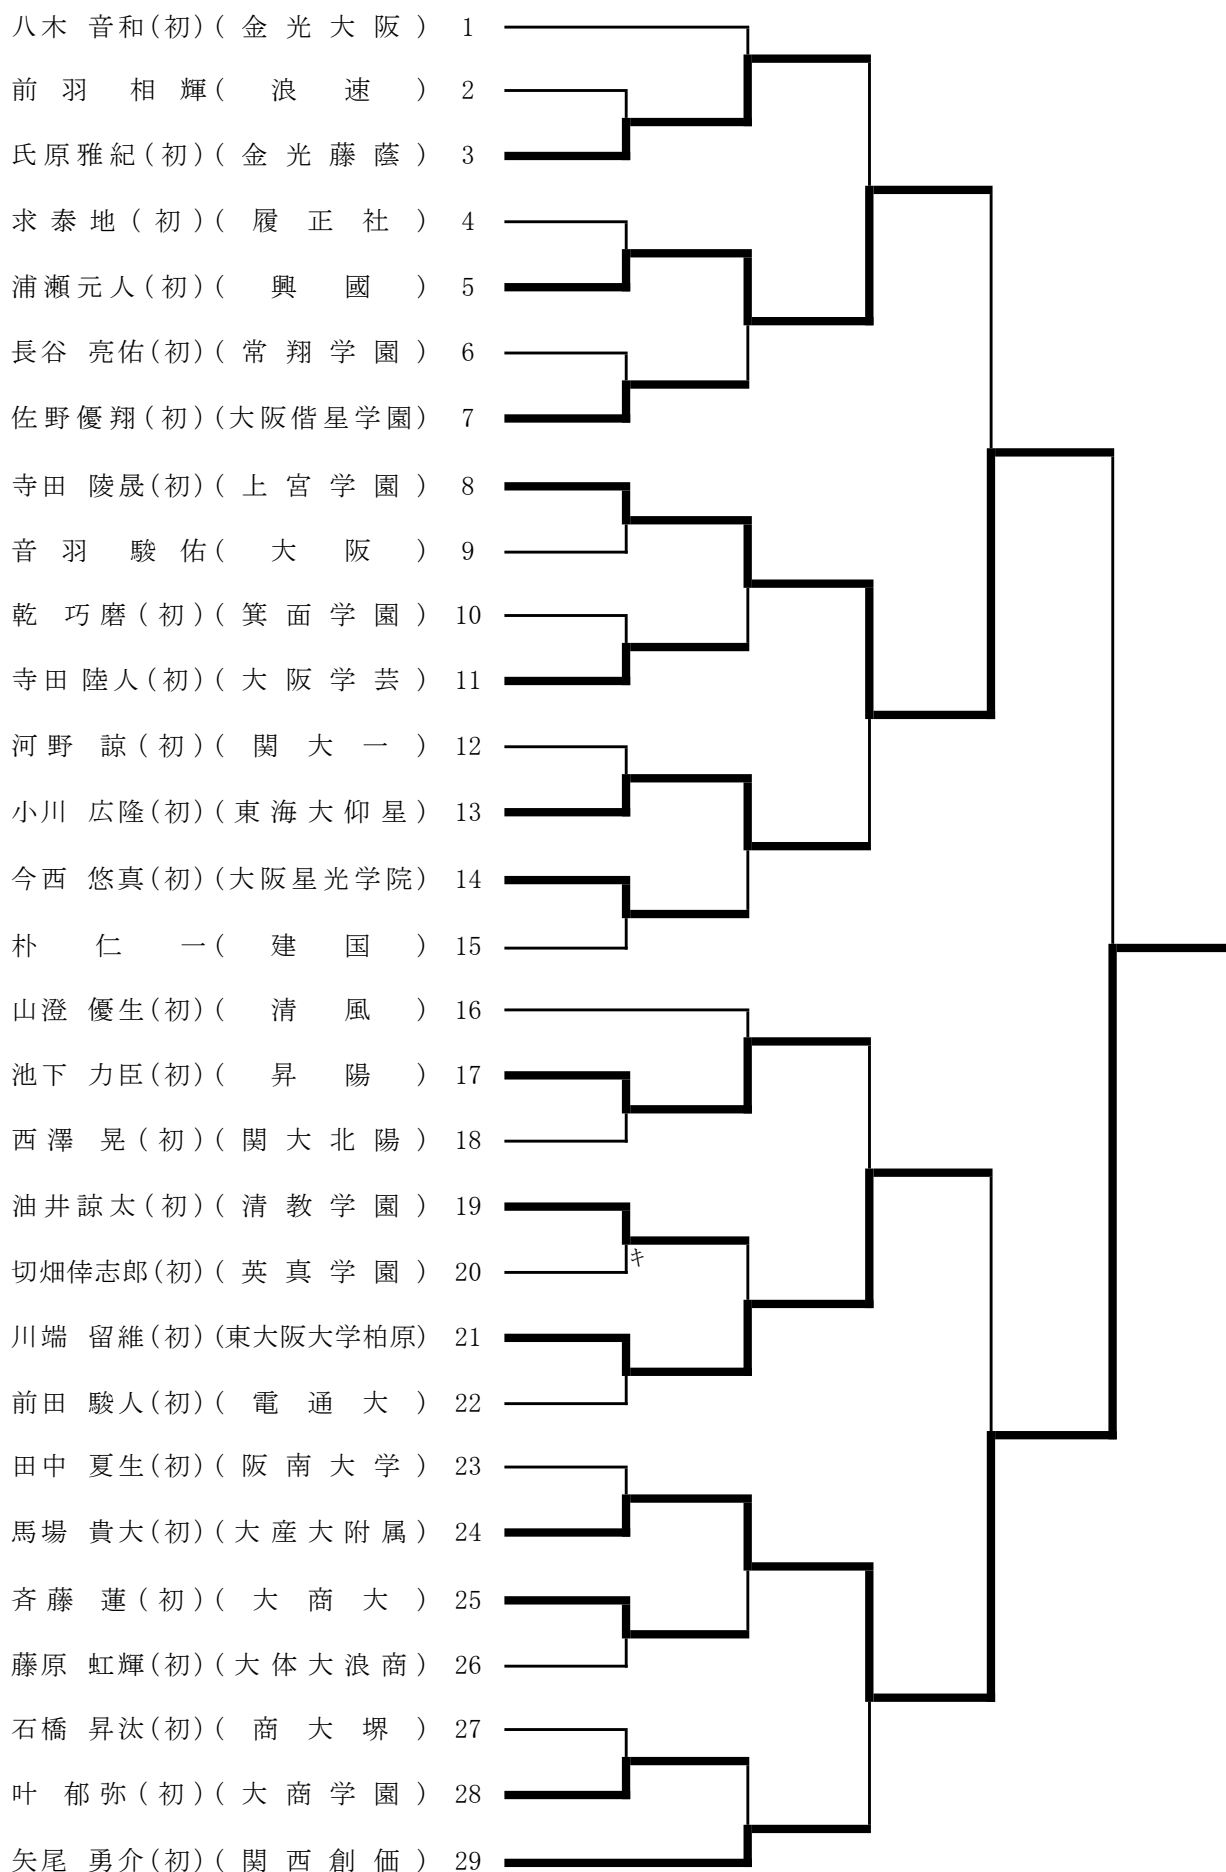 八木 音和(初)(金光大阪) 1
前羽 相輝(浪速) 2
氏原雅紀(初)(金光藤蔭) 3
求泰地(初)(履正社) 4
浦瀬元人(初)(興國) 5
長谷 亮佑(初)(常翔学園) 6
佐野優翔(初)(大阪偕星学園) 7
寺田 陵晟(初)(上宮学園) 8
音羽 駿佑(大阪) 9
乾 巧磨(初)(箕面学園) 10
寺田 陸人(初)(大阪学芸) 11
河野 諒(初)(関大一) 12
小川 広隆(初)(東海大仰星) 13
今西 悠真(初)(大阪星光学院) 14
朴 仁一(建国) 15
山澄 優生(初)(清風) 16
池下 力臣(初)(昇陽) 17
西澤 晃(初)(関大北陽) 18
油井諒太(初)(清教学園) 19
キ
切畑倖志郎(初)(英真学園) 20
川端 留維(初)(東大阪大学柏原) 21
前田 駿人(初)(電通大) 22
田中 夏生(初)(阪南大学) 23
馬場 貴大(初)(大産大附属) 24
斉藤 蓮(初)(大商大) 25
藤原 虹輝(初)(大体大浪商) 26
石橋 昇汰(初)(商大堺) 27
叶 郁弥(初)(大商学園) 28
矢尾 勇介(初)(関西創価) 29